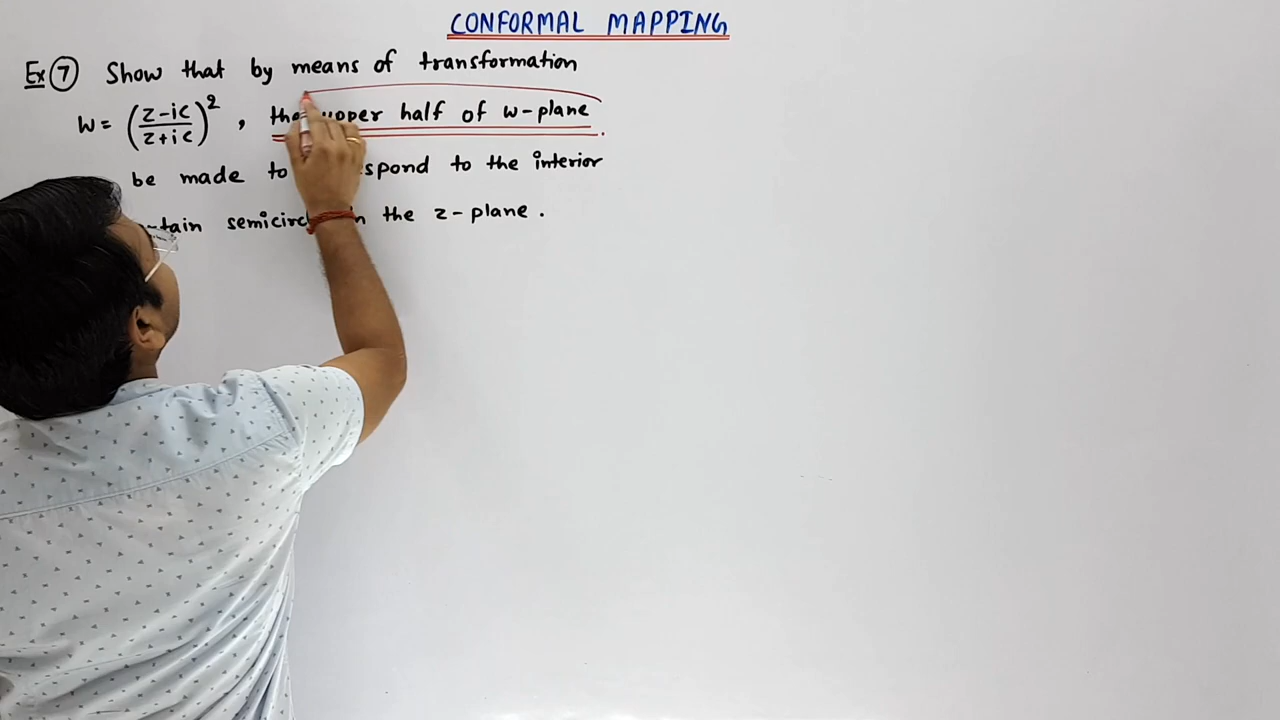 CONFORMAL MAPPING
Ex 7 Show that by means of transformation
W = ((z-ic)/(z+ic))^2 , the upper half of w-plane
be made to spond to the interior
semicirc the z-plane.